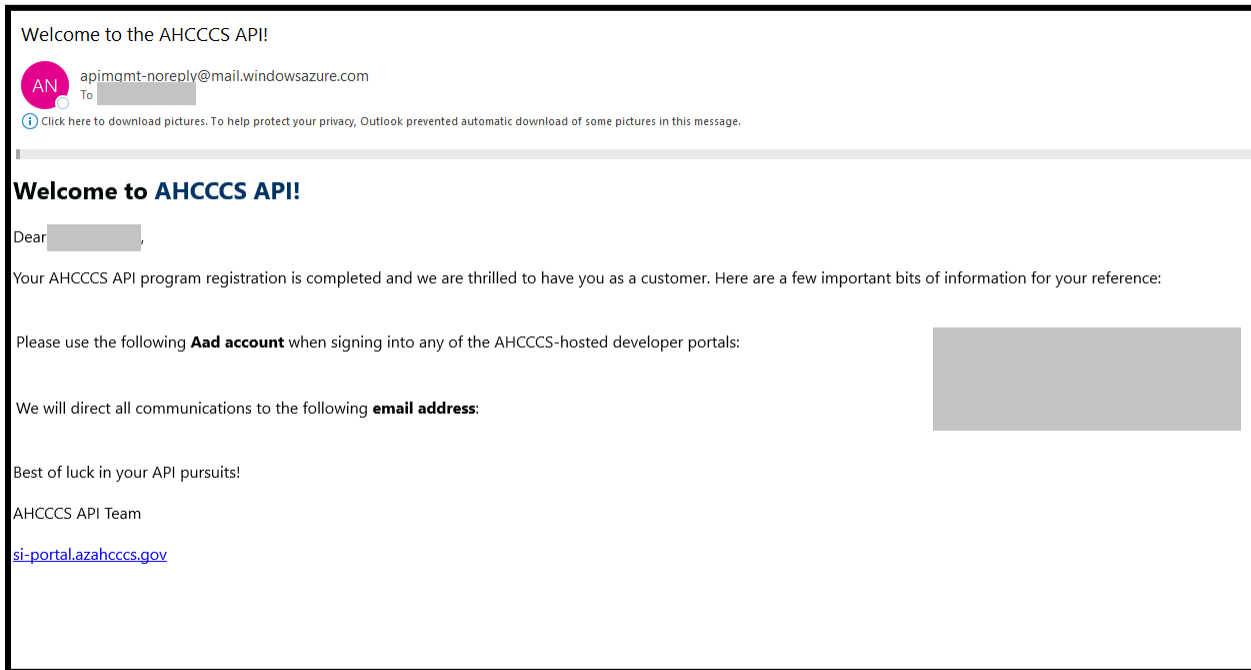 Welcome to the AHCCCS API!
AN
apimgmt-noreply@mail.windowsazure.com
To
Click here to download pictures. To help protect your privacy, Outlook prevented automatic download of some pictures in this message.
Welcome to AHCCCS API!
Dear ,
Your AHCCCS API program registration is completed and we are thrilled to have you as a customer. Here are a few important bits of information for your reference:
Please use the following Aad account when signing into any of the AHCCCS-hosted developer portals:
We will direct all communications to the following email address:
Best of luck in your API pursuits!
AHCCCS API Team
si-portal.azahcccs.gov